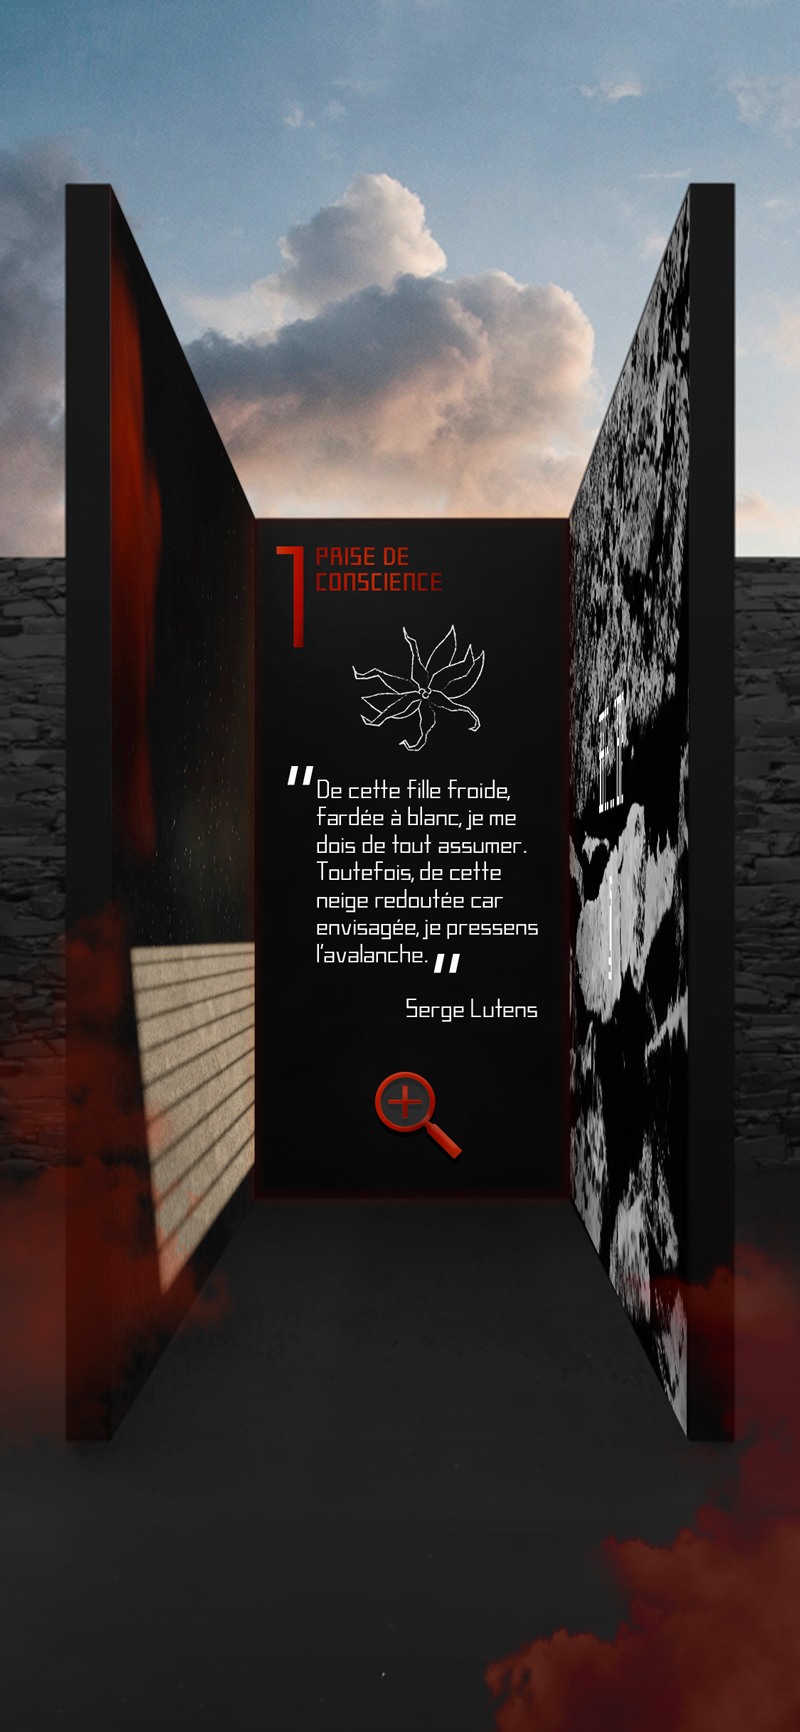 1
PRISE DE
CONSCIENCE
"De cette fille froide,
fardée à blanc, je me
dois de tout assumer.
Toutefois, de cette
neige redoutée car
envisagée, je pressens
l'avalanche."
Serge Lutens